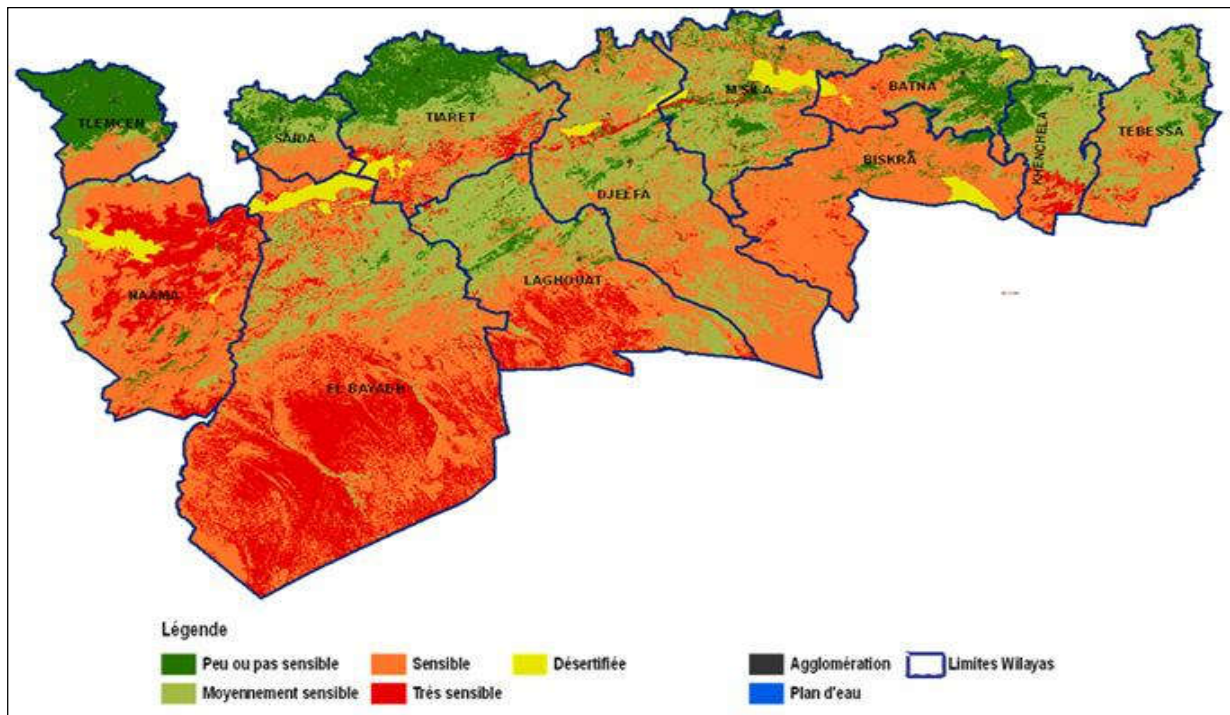 TLEMCEN
SAIDA
TIARET
M'SILA
BATNA
KHENCHELA
TEBESSA
BISKRA
DJELFA
LAGHOUAT
NAAMA
EL BAYADH
Légende
Peu ou pas sensible
Sensible
Désertifiée
Agglomération
Limites Wilayas
Moyennement sensible
Trés sensible
Plan d'eau